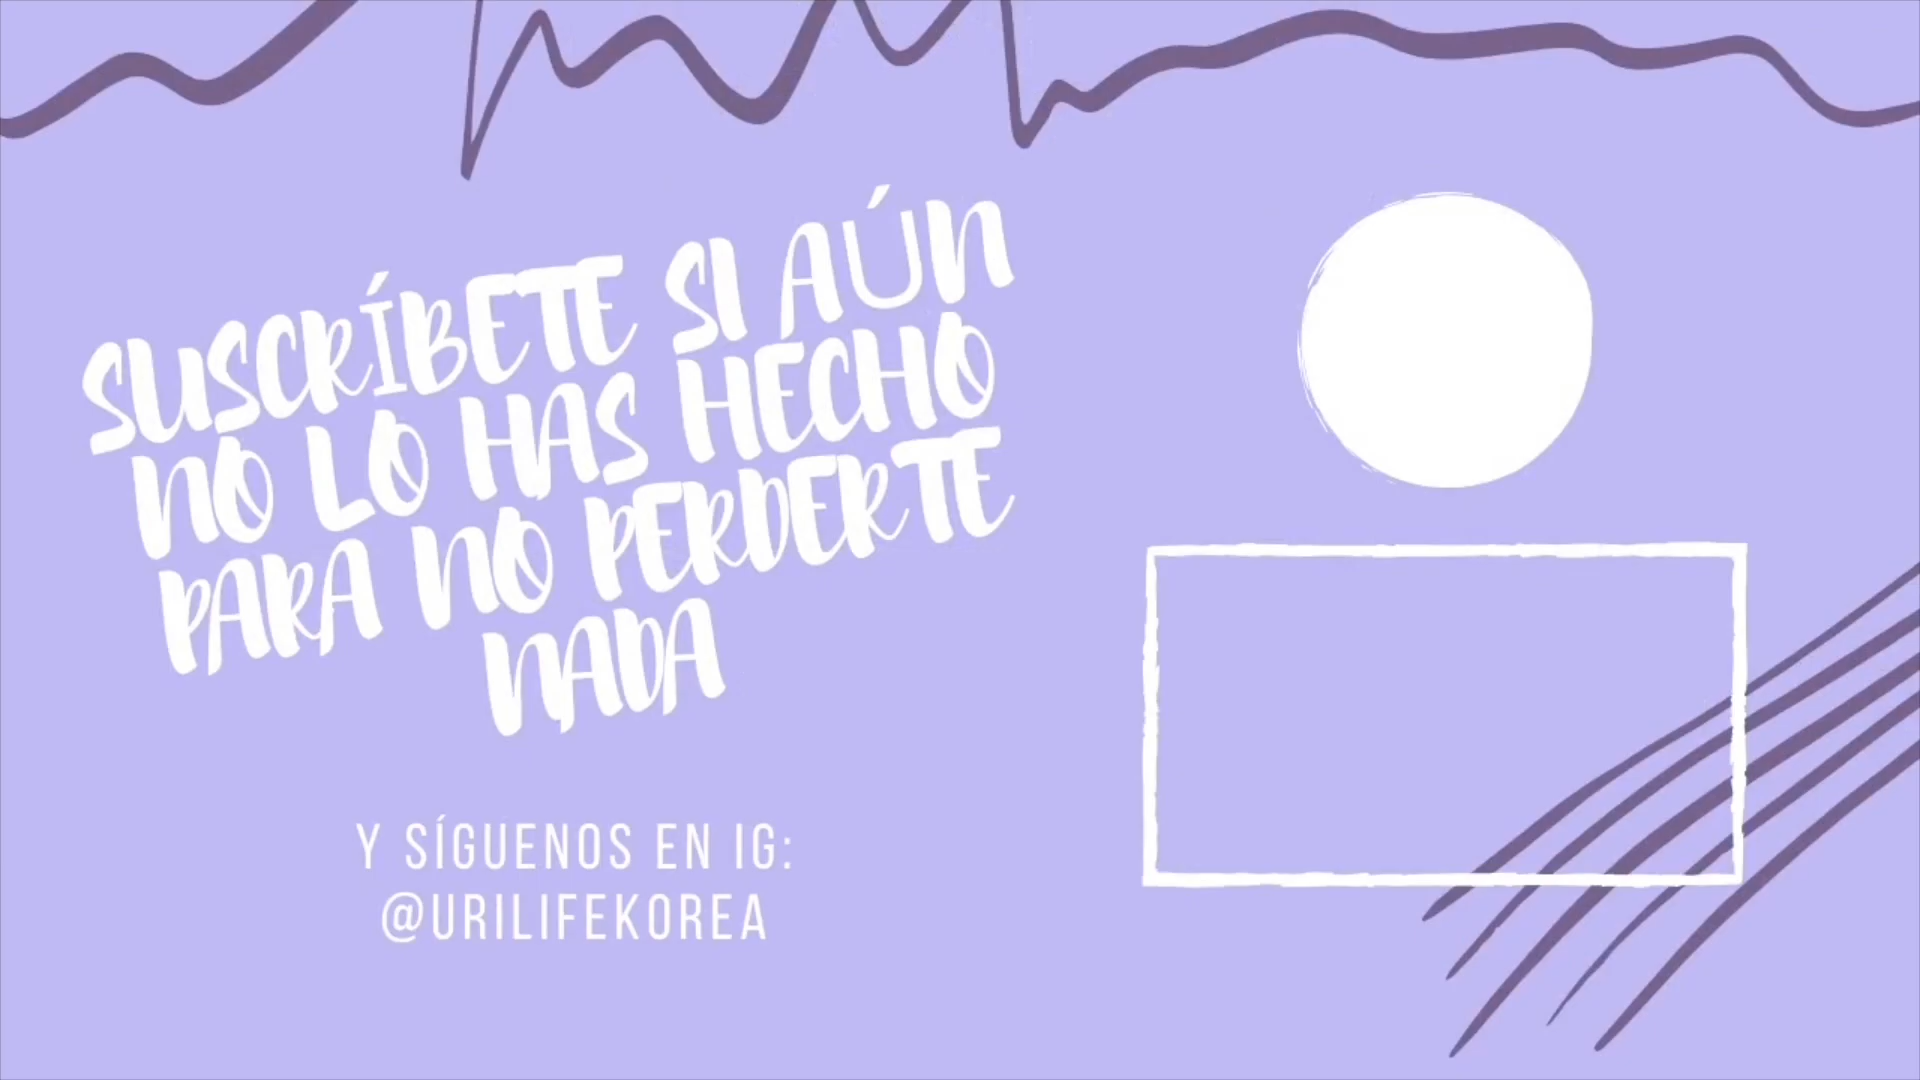 SUSCRÍBETE SI AÚN
NO LO HAS HECHO
PARA NO PERDERTE
NADA
Y SÍGUENOS EN IG:
@URILIFEKOREA